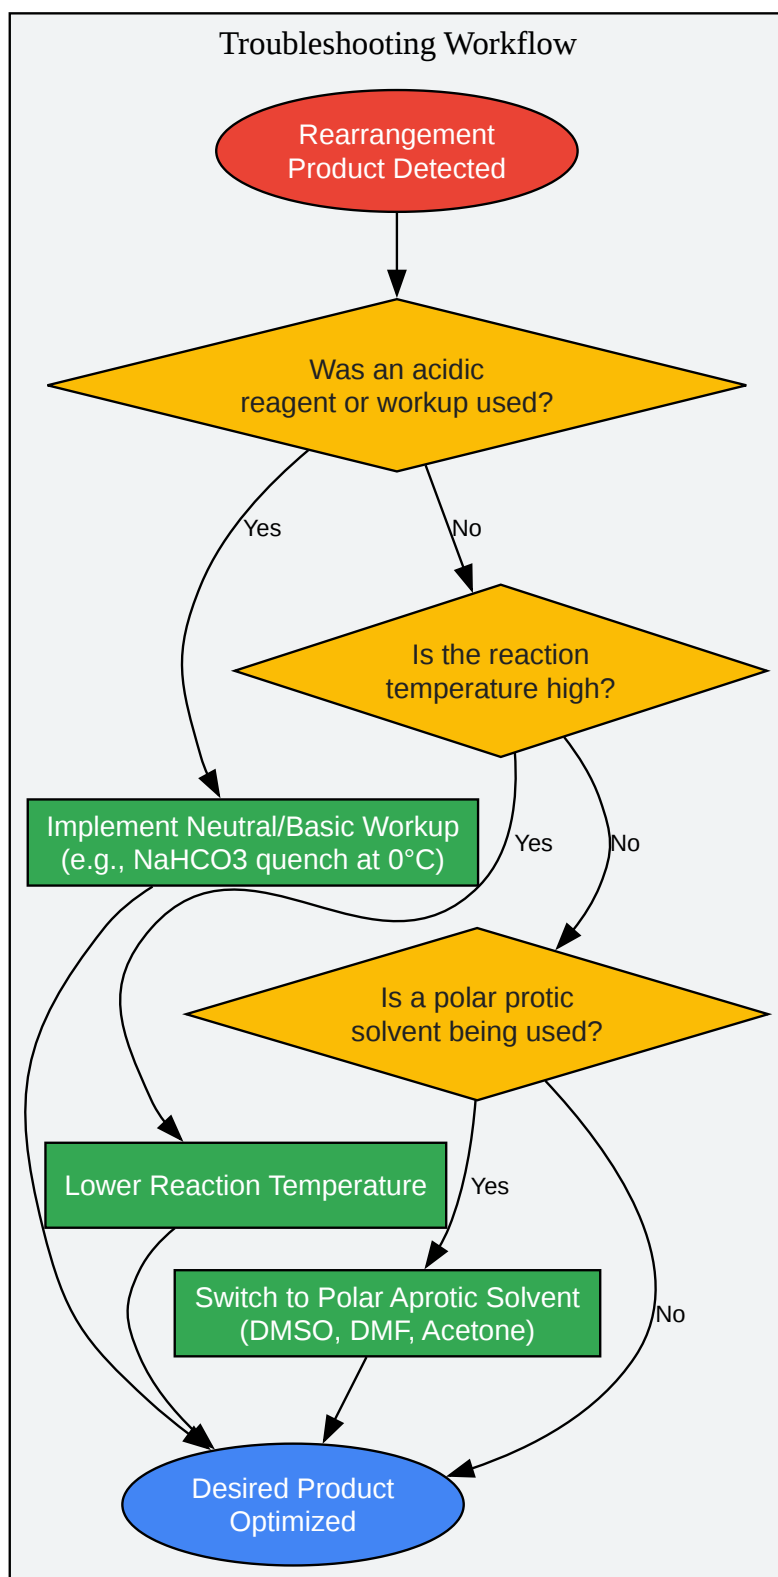 Troubleshooting Workflow
Rearrangement
Product Detected
Was an acidic
reagent or workup used?
Yes
No
Is the reaction
temperature high?
Implement Neutral/Basic Workup
(e.g., NaHCO3 quench at 0°C)
Yes
No
Is a polar protic
solvent being used?
Lower Reaction Temperature
Yes
Switch to Polar Aprotic Solvent
(DMSO, DMF, Acetone)
No
Desired Product
Optimized